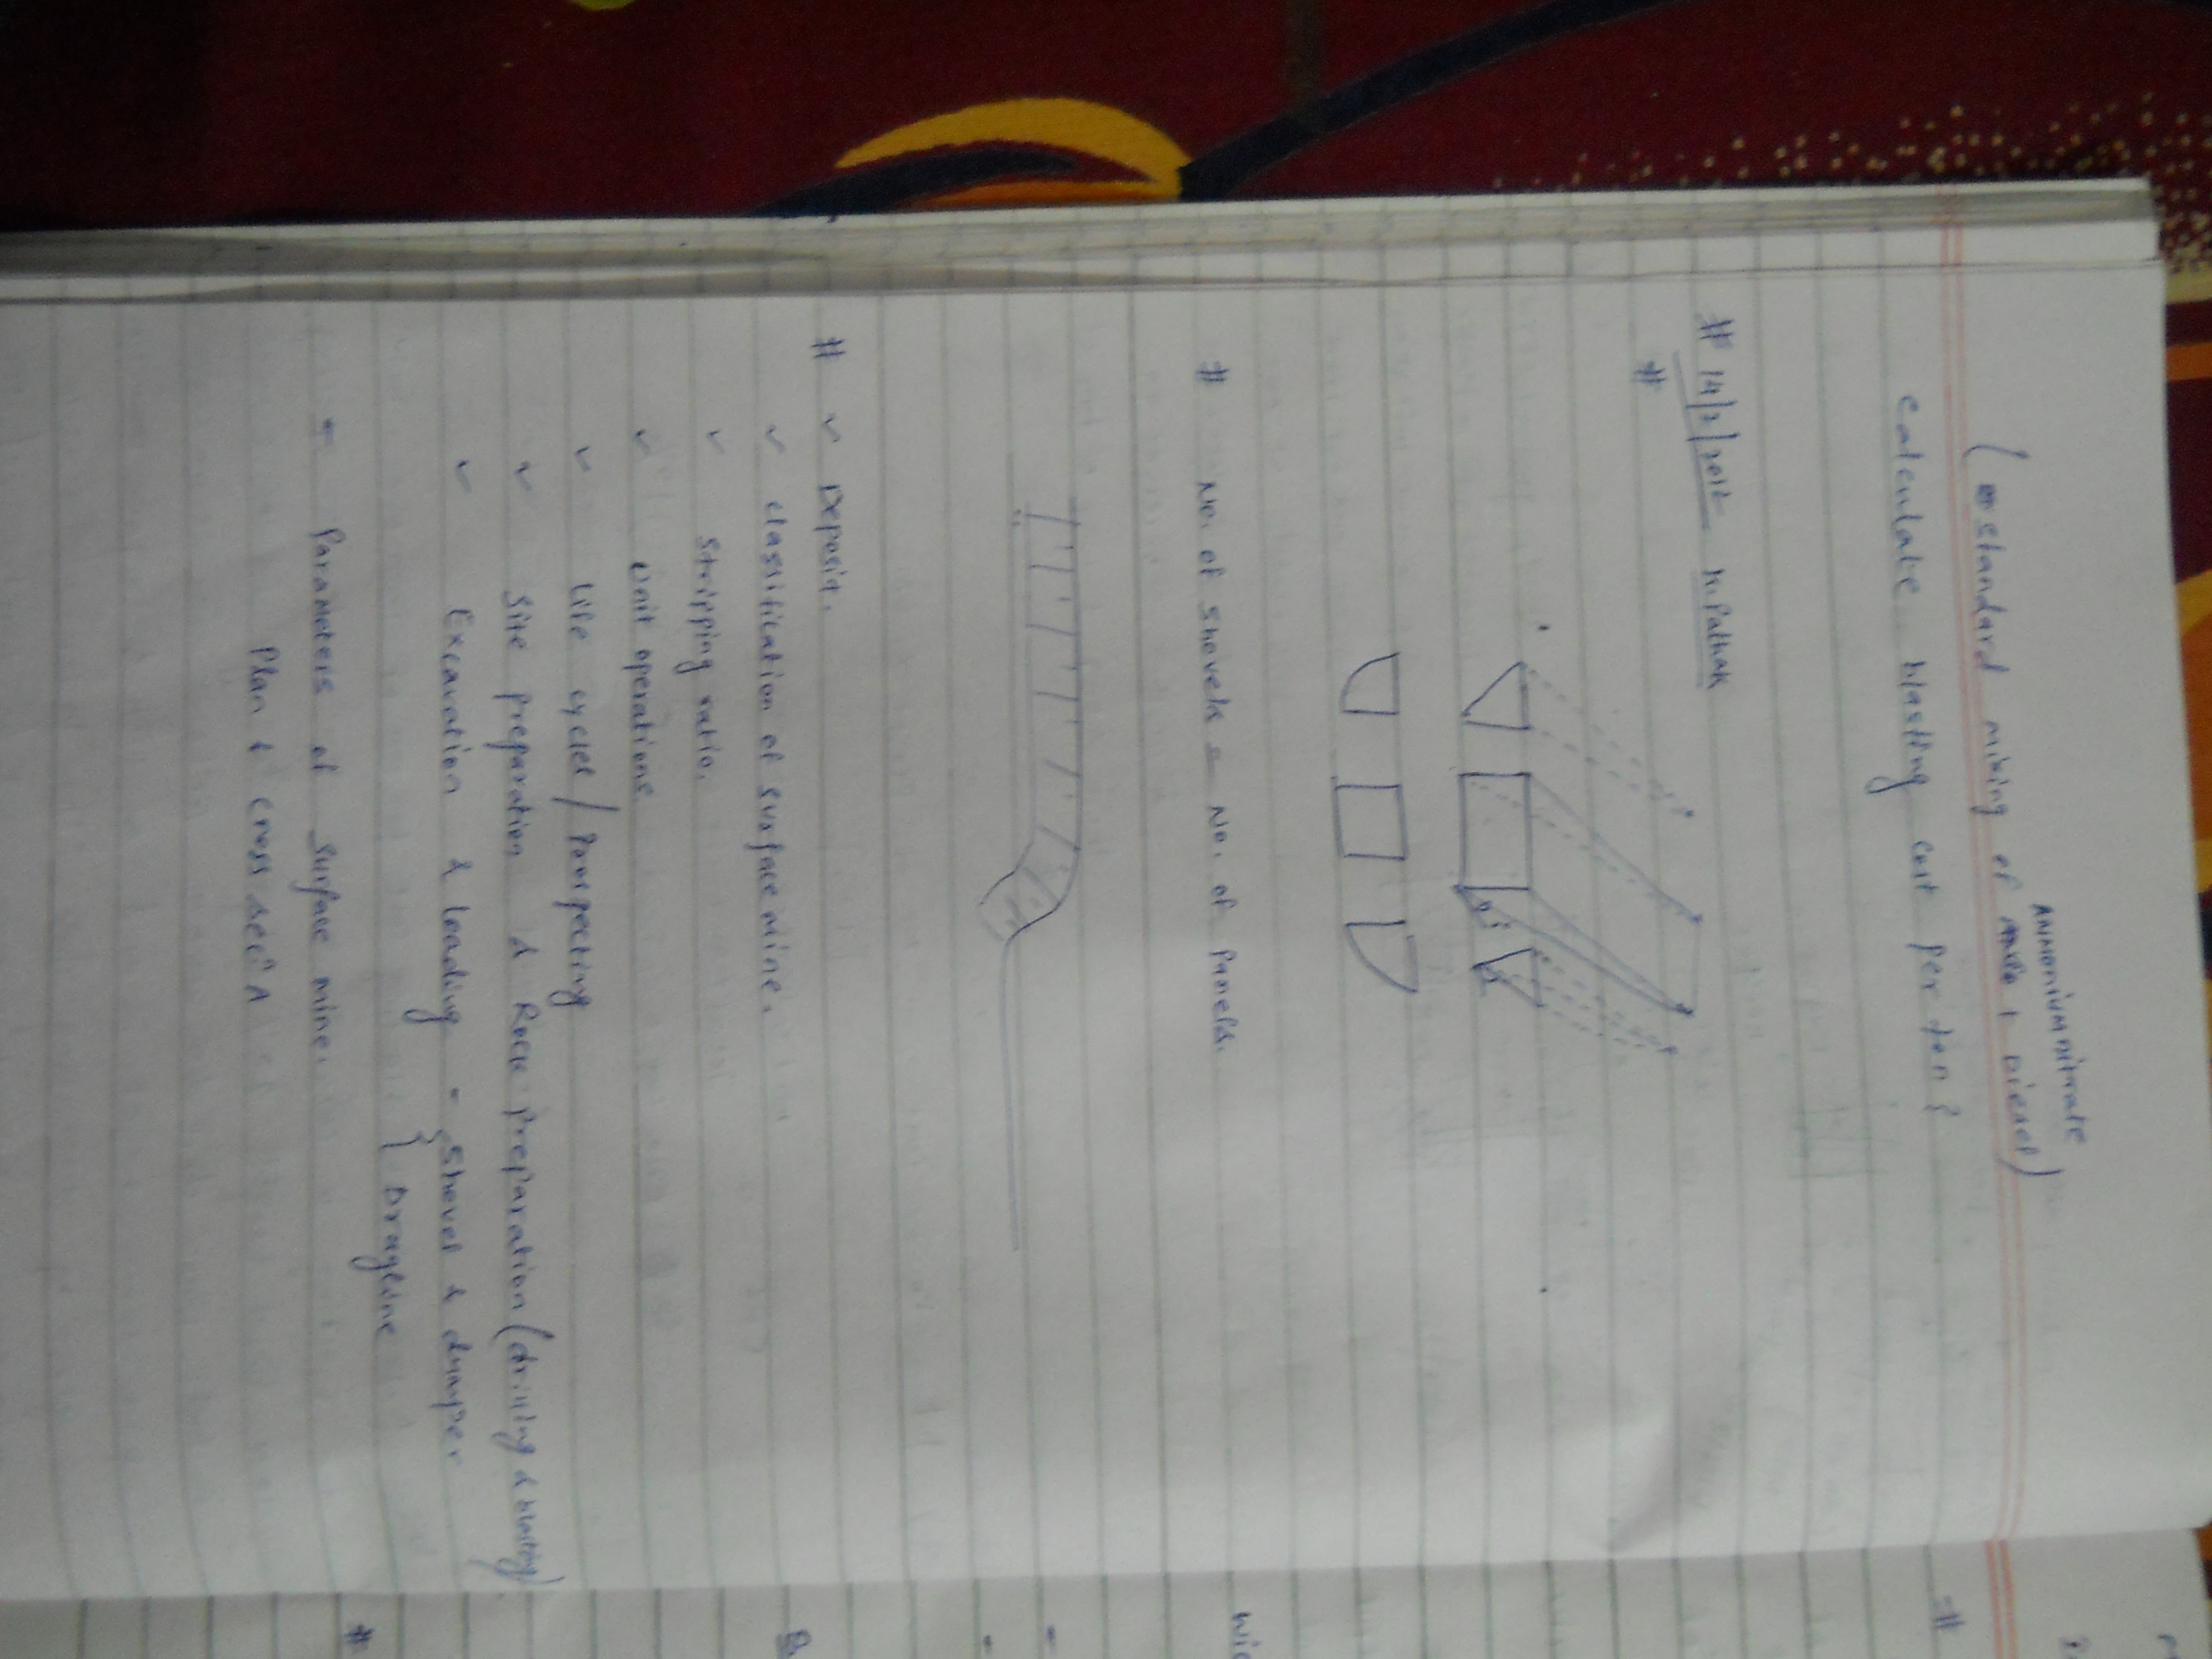 Ammonium nitrate
(standard mixing of + diesel)
calculate blasting cost per ton?
# 14/2/2012 K. Pathak
#
# No. of shovels = No. of Panels.
# ✓ Deposit.
✓ classification of surface mine.
✓ Stripping ratio.
✓ Unit operations
✓ Life cycle / Prospecting
✓ Site preparation & Rock preparation (drilling & blasting)
✓ Excavation & loading - { Shovel & dumper
} Dragline
- Parameters of surface mine.
Plan & cross secⁿ A
#